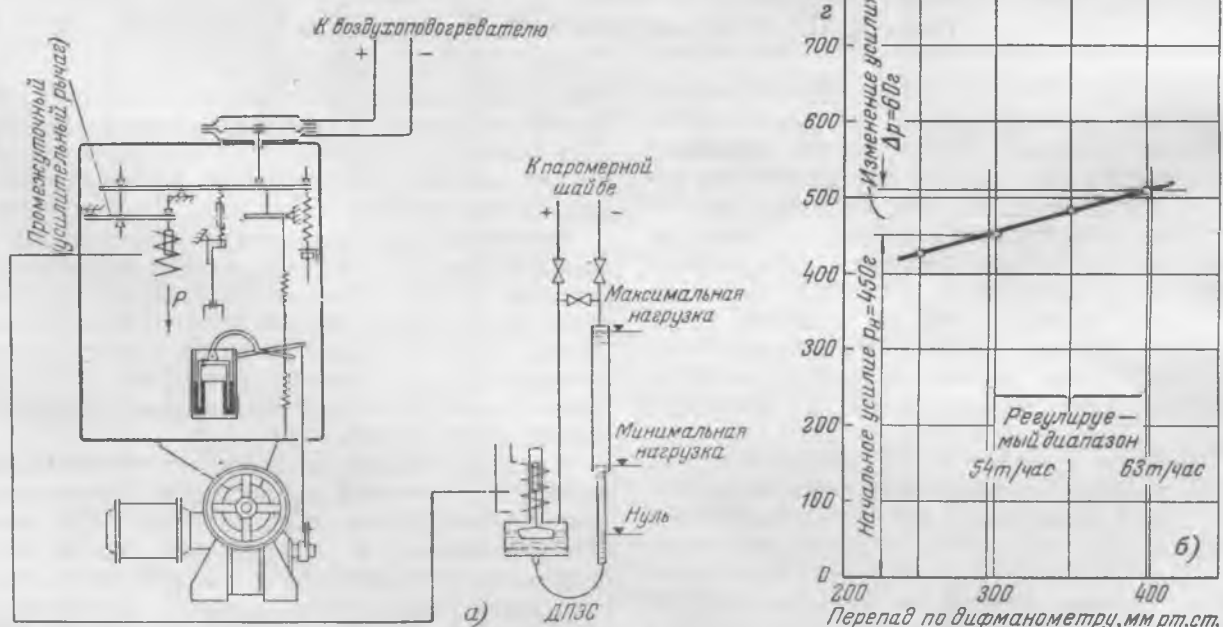 К воздухоподогревателю
+ −
Промежуточный
(усилительный рычаг)
P
К паромерной
шайбе
+ −
Максимальная
нагрузка
Минимальная
нагрузка
Нуль
L
ДПЗС
а)
г
700
600
500
400
300
200
100
0
Изменение усилия
Δp=60г
Начальное усилие pн=450г
Регулируе—
мый диапазон
54т/час 63т/час
б)
200 300 400
Перепад по дифманометру, мм рт.ст.